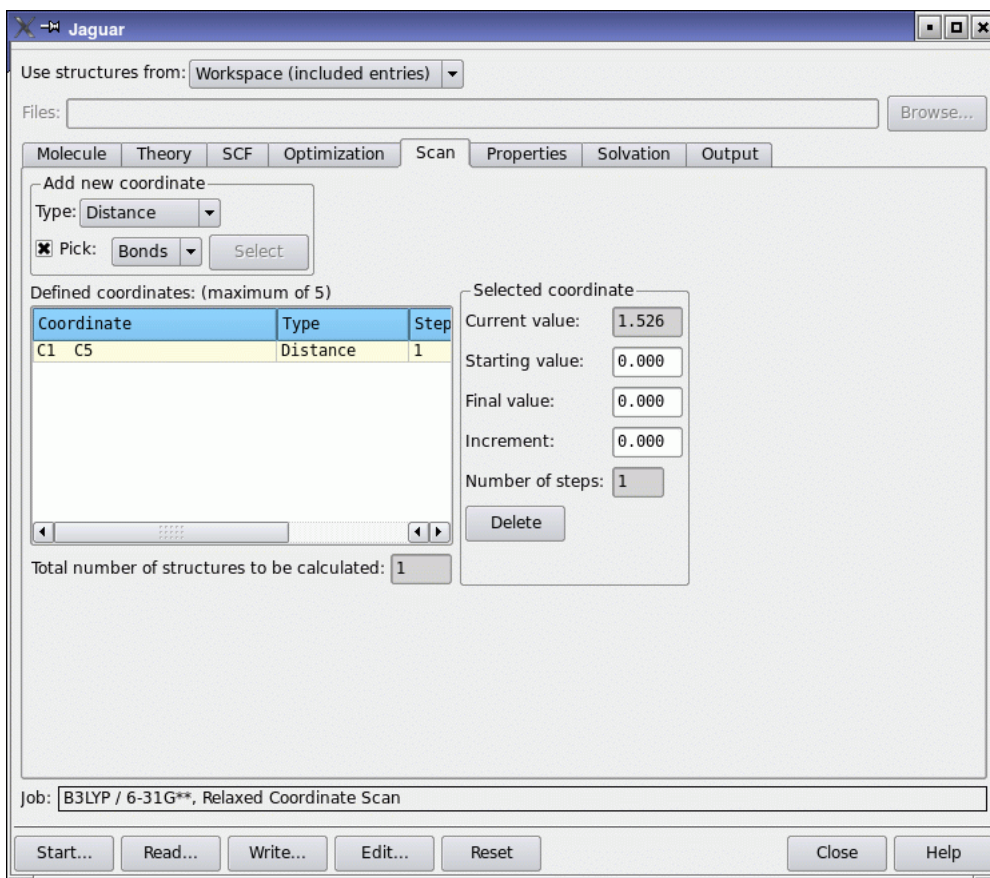 Jaguar
Use structures from: Workspace (included entries)
Files: Browse...
Molecule Theory SCF Optimization Scan Properties Solvation Output
Add new coordinate
Type: Distance
Pick: Bonds Select
Defined coordinates: (maximum of 5)
Coordinate Type Step
C1 C5 Distance 1
Total number of structures to be calculated: 1
Selected coordinate
Current value: 1.526
Starting value: 0.000
Final value: 0.000
Increment: 0.000
Number of steps: 1
Delete
Job: B3LYP / 6-31G**, Relaxed Coordinate Scan
Start... Read... Write... Edit... Reset Close Help